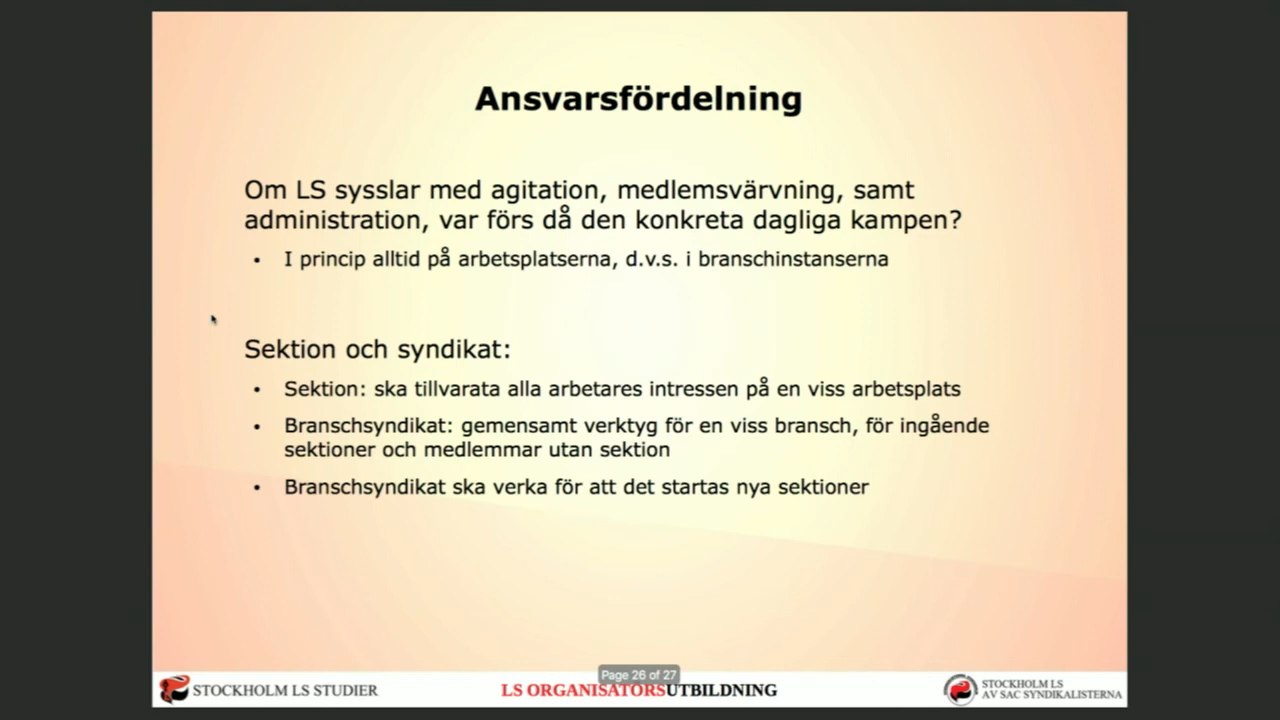 Ansvarsfördelning
Om LS sysslar med agitation, medlemsvärvning, samt
administration, var förs då den konkreta dagliga kampen?
• I princip alltid på arbetsplatserna, d.v.s. i branschinstanserna
Sektion och syndikat:
• Sektion: ska tillvarata alla arbetares intressen på en viss arbetsplats
• Branschsyndikat: gemensamt verktyg för en viss bransch, för ingående
sektioner och medlemmar utan sektion
• Branschsyndikat ska verka för att det startas nya sektioner
Page 26 of 27
STOCKHOLM LS STUDIER
LS ORGANISATORSUTBILDNING
STOCKHOLM LS
AV SAC SYNDIKALISTERNA